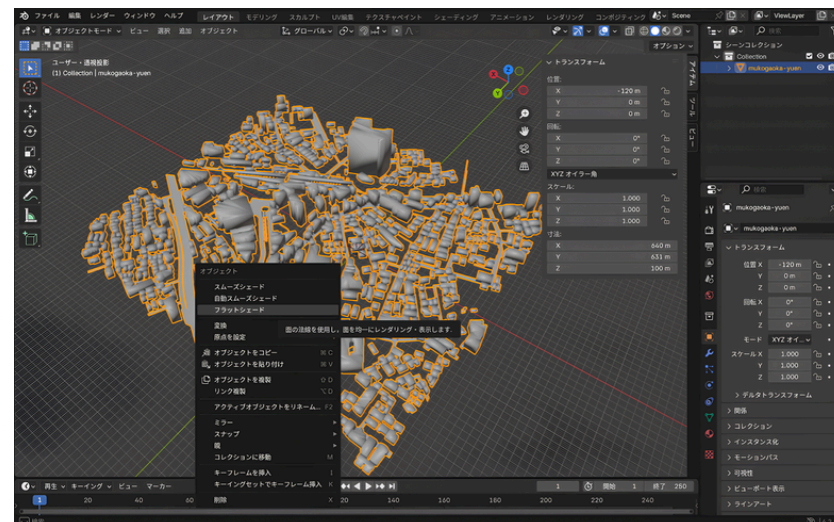 ファイル 編集 レンダー ウィンドウ ヘルプ レイアウト モデリング スカルプト UV編集 テクスチャペイント シェーディング アニメーション レンダリング コンポジティング Scene ViewLayer
オブジェクトモード ビュー 選択 追加 オブジェクト グローバル
オプション
ユーザー・透視投影
(1) Collection | mukogaoka-yuen
X
Y
Z
トランスフォーム
位置:
X -120 m
Y 0 m
Z 0 m
回転:
X 0°
Y 0°
Z 0°
XYZ オイラー角
スケール:
X 1.000
Y 1.000
Z 1.000
寸法:
X 640 m
Y 631 m
Z 100 m
アイテム
ツール
ビュー
検索
シーンコレクション
Collection
mukogaoka-yuen
検索
mukogaoka-yuen
mukogaoka-yuen
トランスフォーム
位置 X -120 m
Y 0 m
Z 0 m
回転 X 0°
Y 0°
Z 0°
モード XYZ オイ...
スケール X 1.000
Y 1.000
Z 1.000
デルタトランスフォーム
関係
コレクション
インスタンス化
モーションパス
可視性
ビューポート表示
ラインアート
オブジェクト
スムーズシェード
自動スムーズシェード
フラットシェード
面の法線を使用し、面を均一にレンダリング・表示します.
変換
原点を設定
オブジェクトをコピー ⌘ C
オブジェクトを貼り付け ⌘ V
オブジェクトを複製 ⇧ D
リンク複製 ⌥ D
アクティブオブジェクトをリネーム... F2
ミラー
スナップ
親
コレクションに移動 M
キーフレームを挿入 I
キーイングセットでキーフレーム挿入 K
削除 X
再生 キーイング ビュー マーカー 1 開始 1 終了 250
1 20 40 60 120 140 160 180 200 220 240